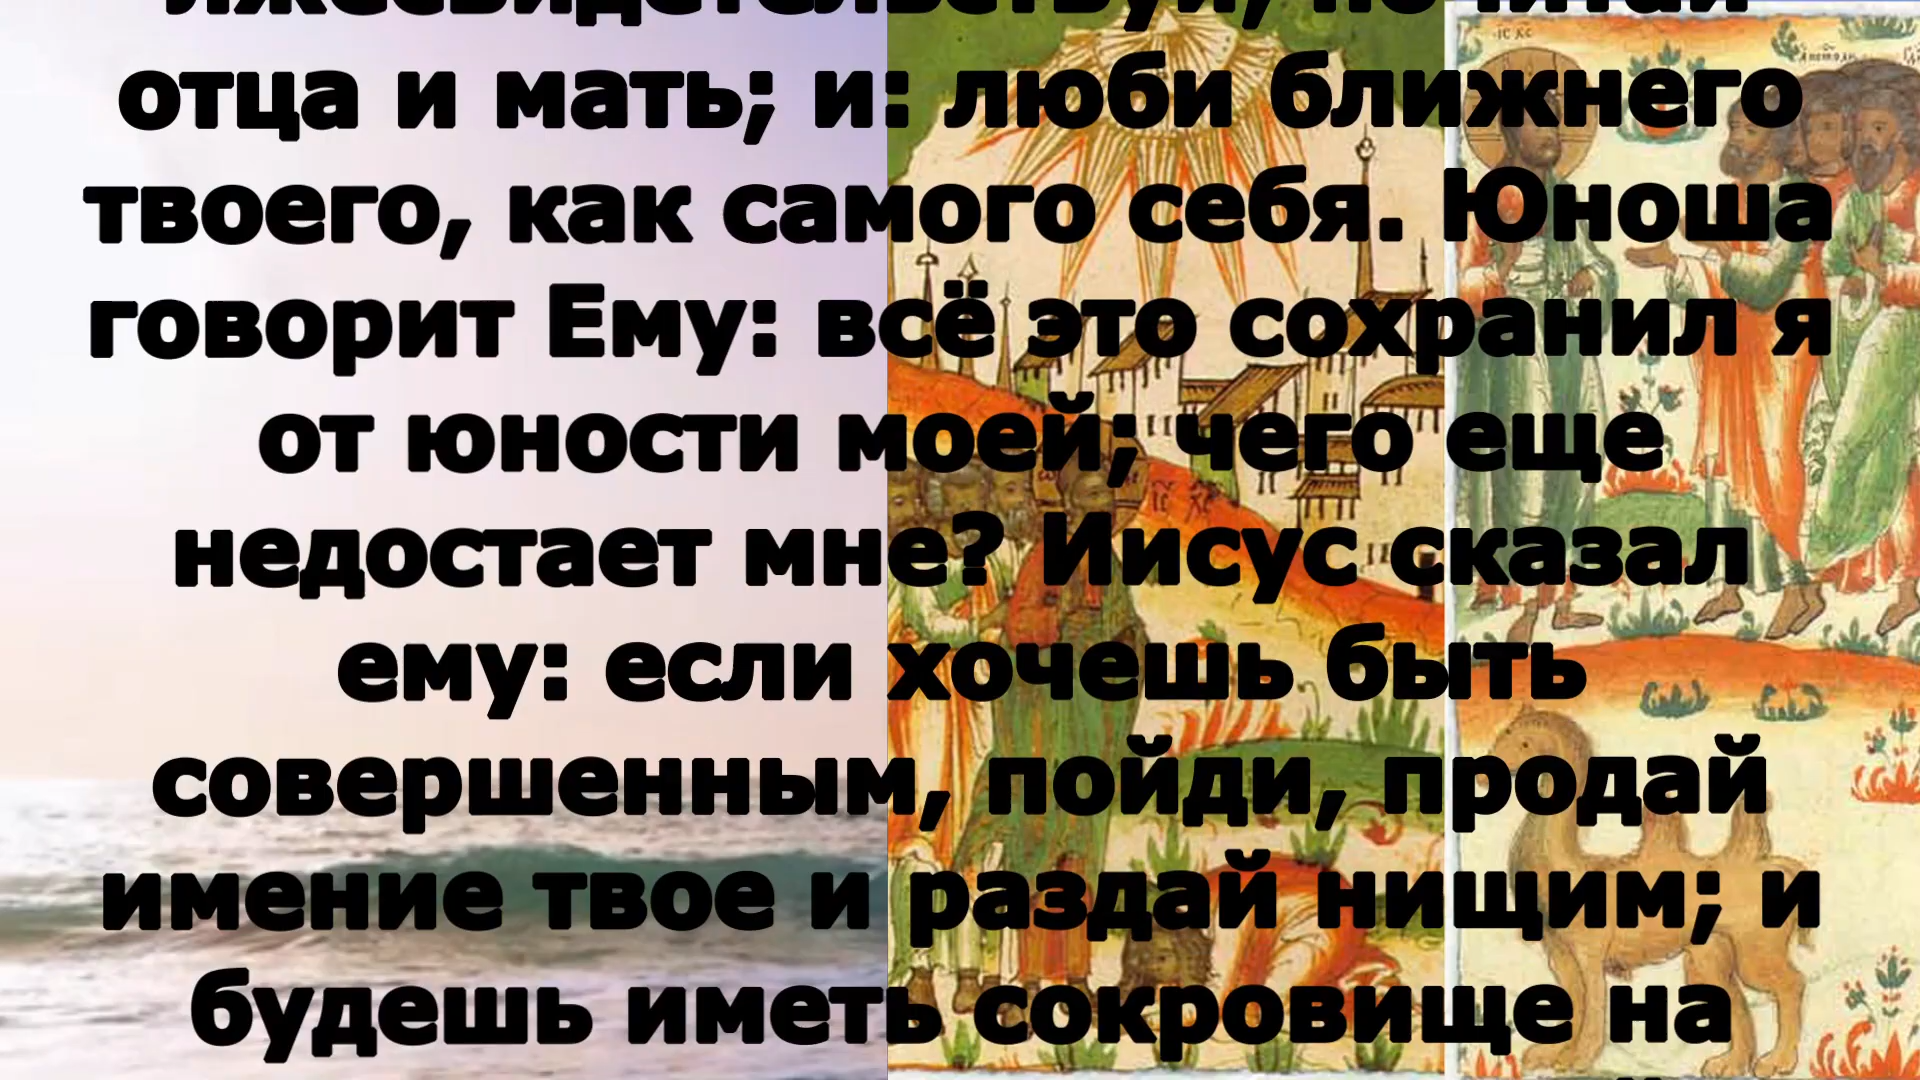 лжесвидетельствуй; почитай
отца и мать; и: люби ближнего
твоего, как самого себя. Юноша
говорит Ему: всё это сохранил я
от юности моей; чего еще
недостает мне? Иисус сказал
ему: если хочешь быть
совершенным, пойди, продай
имение твое и раздай нищим; и
будешь иметь сокровище на